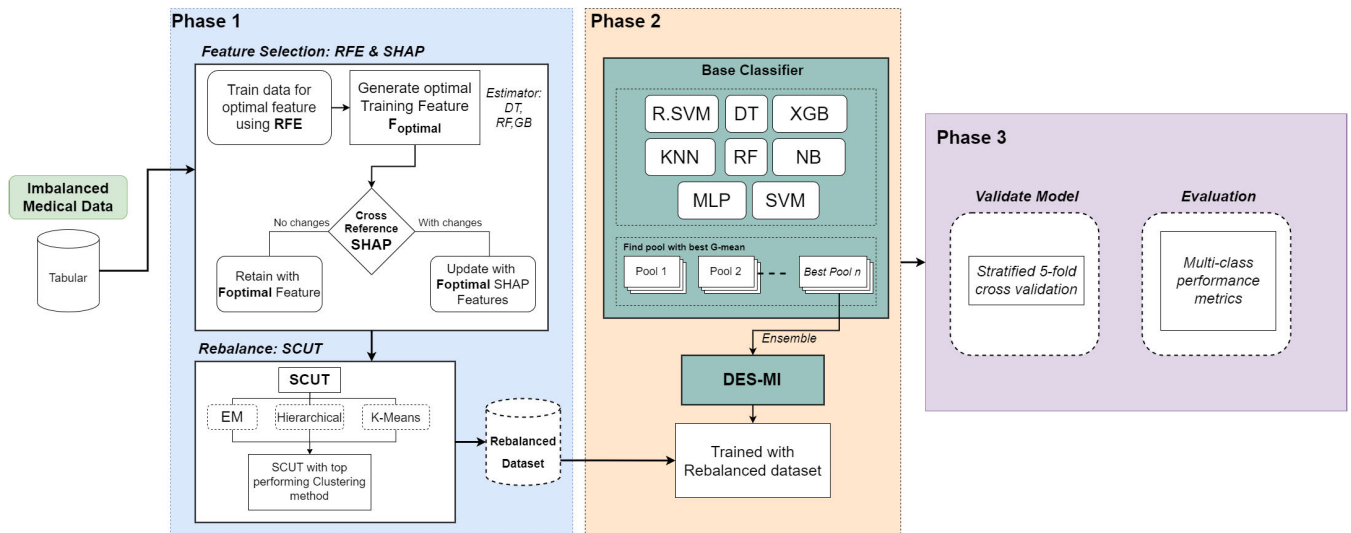 Imbalanced
Medical Data
Tabular
Phase 1
Feature Selection: RFE & SHAP
Train data for
optimal feature
using RFE
Generate optimal
Training Feature
Foptimal
Estimator:
DT,
RF,GB
No changes
Cross
Reference
SHAP
With changes
Retain with
Foptimal Feature
Update with
Foptimal SHAP
Features
Rebalance: SCUT
SCUT
EM
Hierarchical
K-Means
SCUT with top
performing Clustering
method
Rebalanced
Dataset
Phase 2
Base Classifier
R.SVM
DT
XGB
KNN
RF
NB
MLP
SVM
Find pool with best G-mean
Pool 1
Pool 2
Best Pool n
Ensemble
DES-MI
Trained with
Rebalanced dataset
Phase 3
Validate Model
Stratified 5-fold
cross validation
Evaluation
Multi-class
performance
metrics